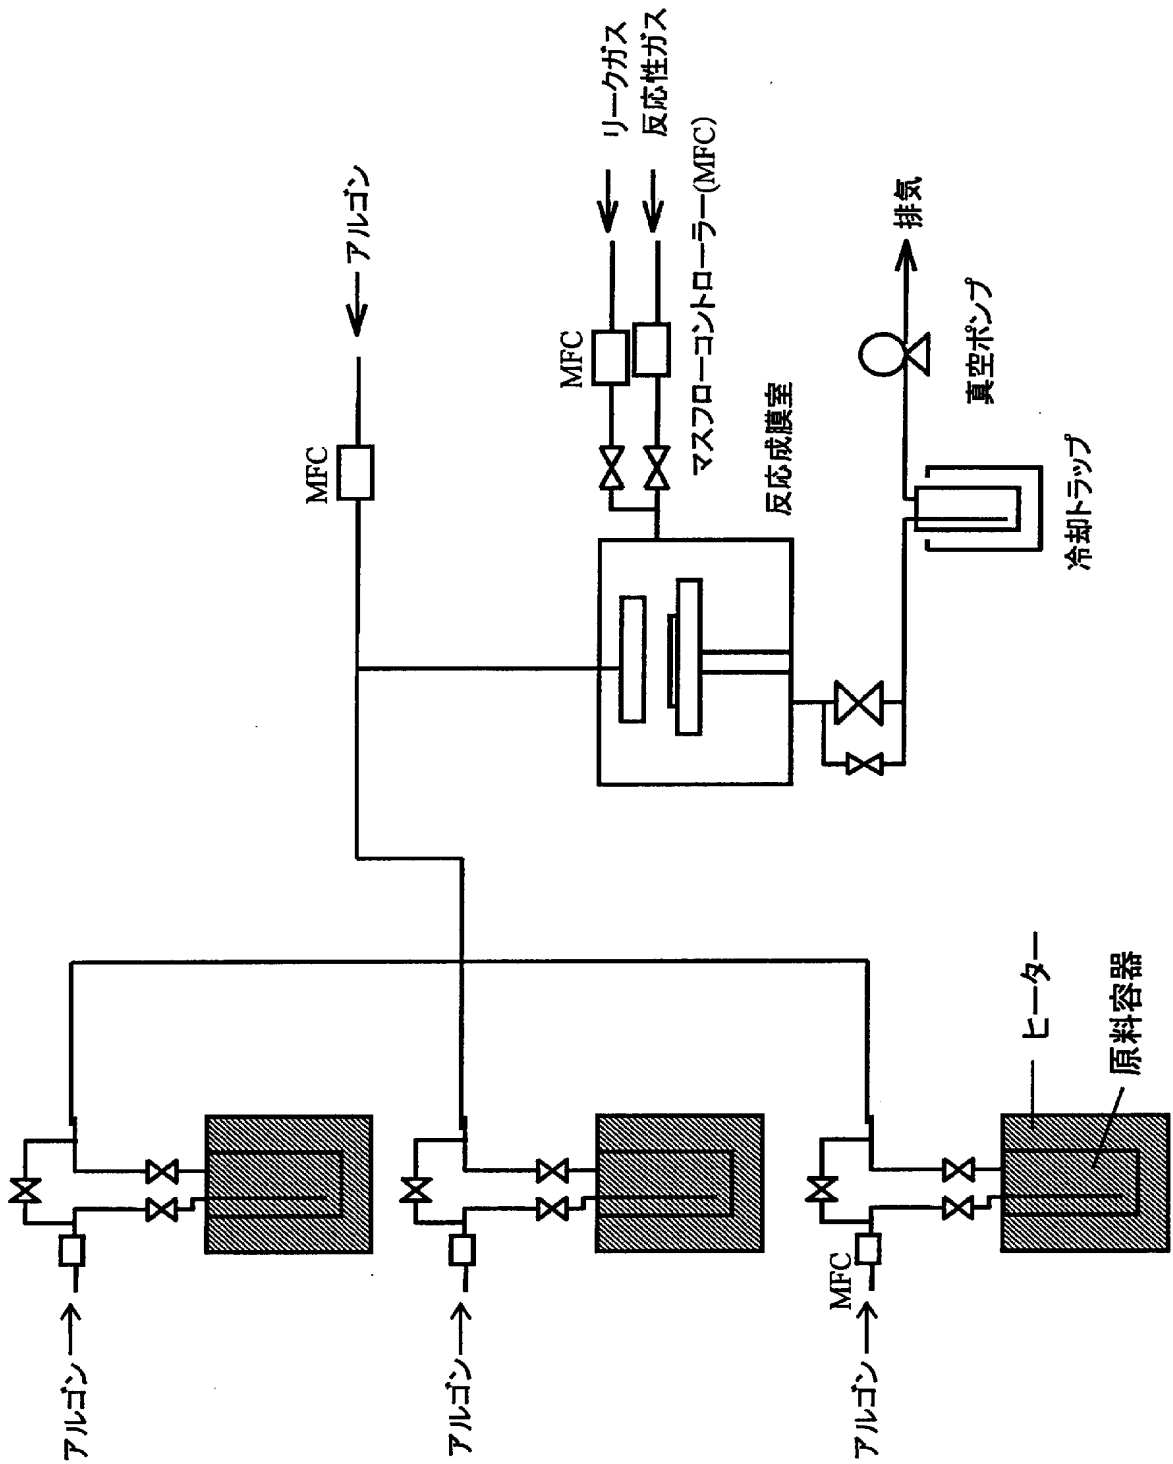 アルゴン
MFC
リークガス
反応性ガス
MFC
マスフローコントローラー(MFC)
反応成膜室
排気
真空ポンプ
冷却トラップ
アルゴン
アルゴン
アルゴン
MFC
ヒーター
原料容器